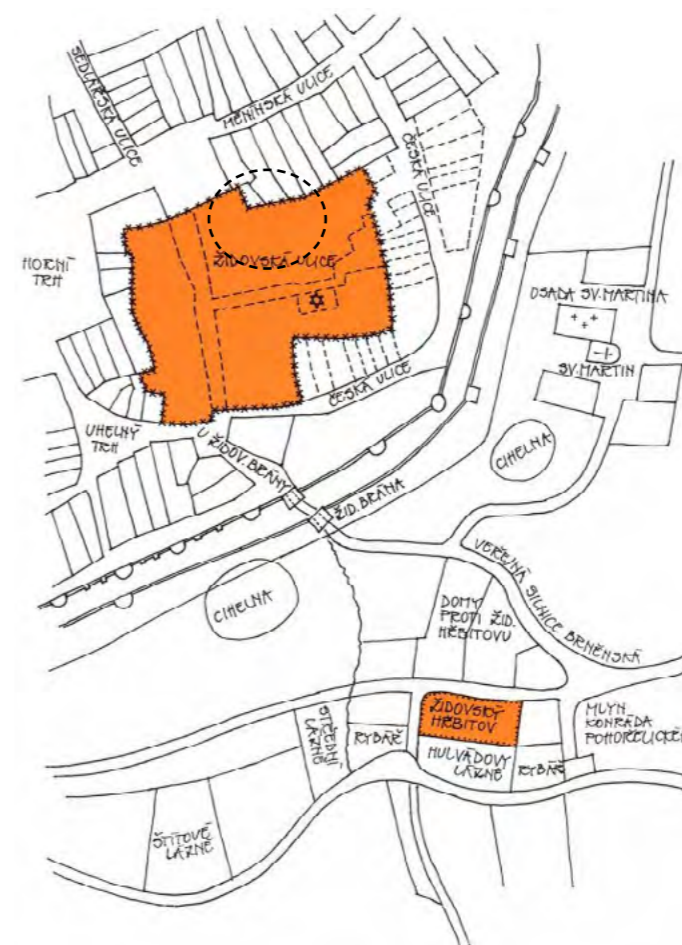 SEDLÁŘSKÁ ULICE
MĚNÍNSKÁ ULICE
ČESKÁ ULICE
ŽIDOVSKÁ ULICE
HORNÍ
TRH
OSADA SV. MARTINA
SV. MARTIN
ČESKÁ ULICE
UHELNÝ
TRH
U ŽIDOV. BRÁNY
ŽID. BRÁNA
CIHELNA
CIHELNA
VEŘEJNÁ SILNICE BRNĚNSKÁ
DOMY
PROTI ŽID.
HŘBITOVU
ŽIDOVSKÝ
HŘBITOV
MLÝN
KONRÁDA
POHOŘELICKÉH
STŘEDNÍ
LÁZNĚ
RYBÁŘ
HULVÁDOVY
LÁZNĚ
RYBÁŘ
ŠTÍTOVÉ
LÁZNĚ